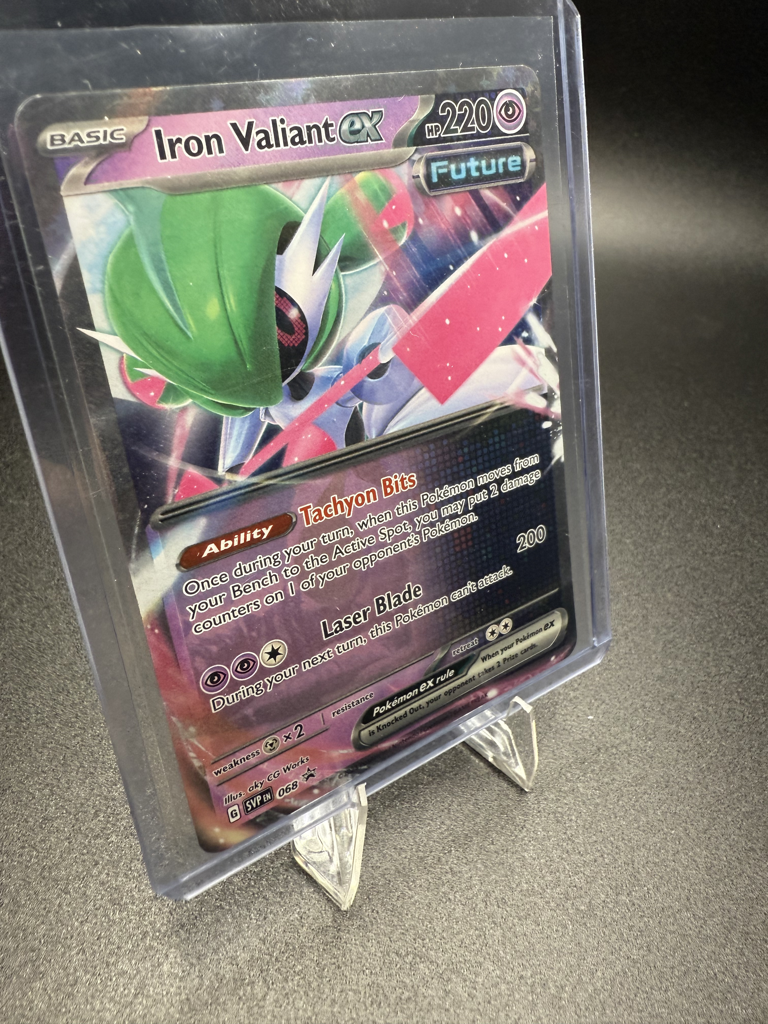 BASIC Iron Valiant ex HP 220
Future
Ability Tachyon Bits
Once during your turn, when this Pokémon moves from
your Bench to the Active Spot, you may put 2 damage
counters on 1 of your opponent's Pokémon.
Laser Blade 200
During your next turn, this Pokémon can't attack.
weakness ×2 resistance retreat
Pokémon ex rule When your Pokémon ex
is Knocked Out, your opponent takes 2 Prize cards.
Illus. aky CG Works
G SVP EN 068